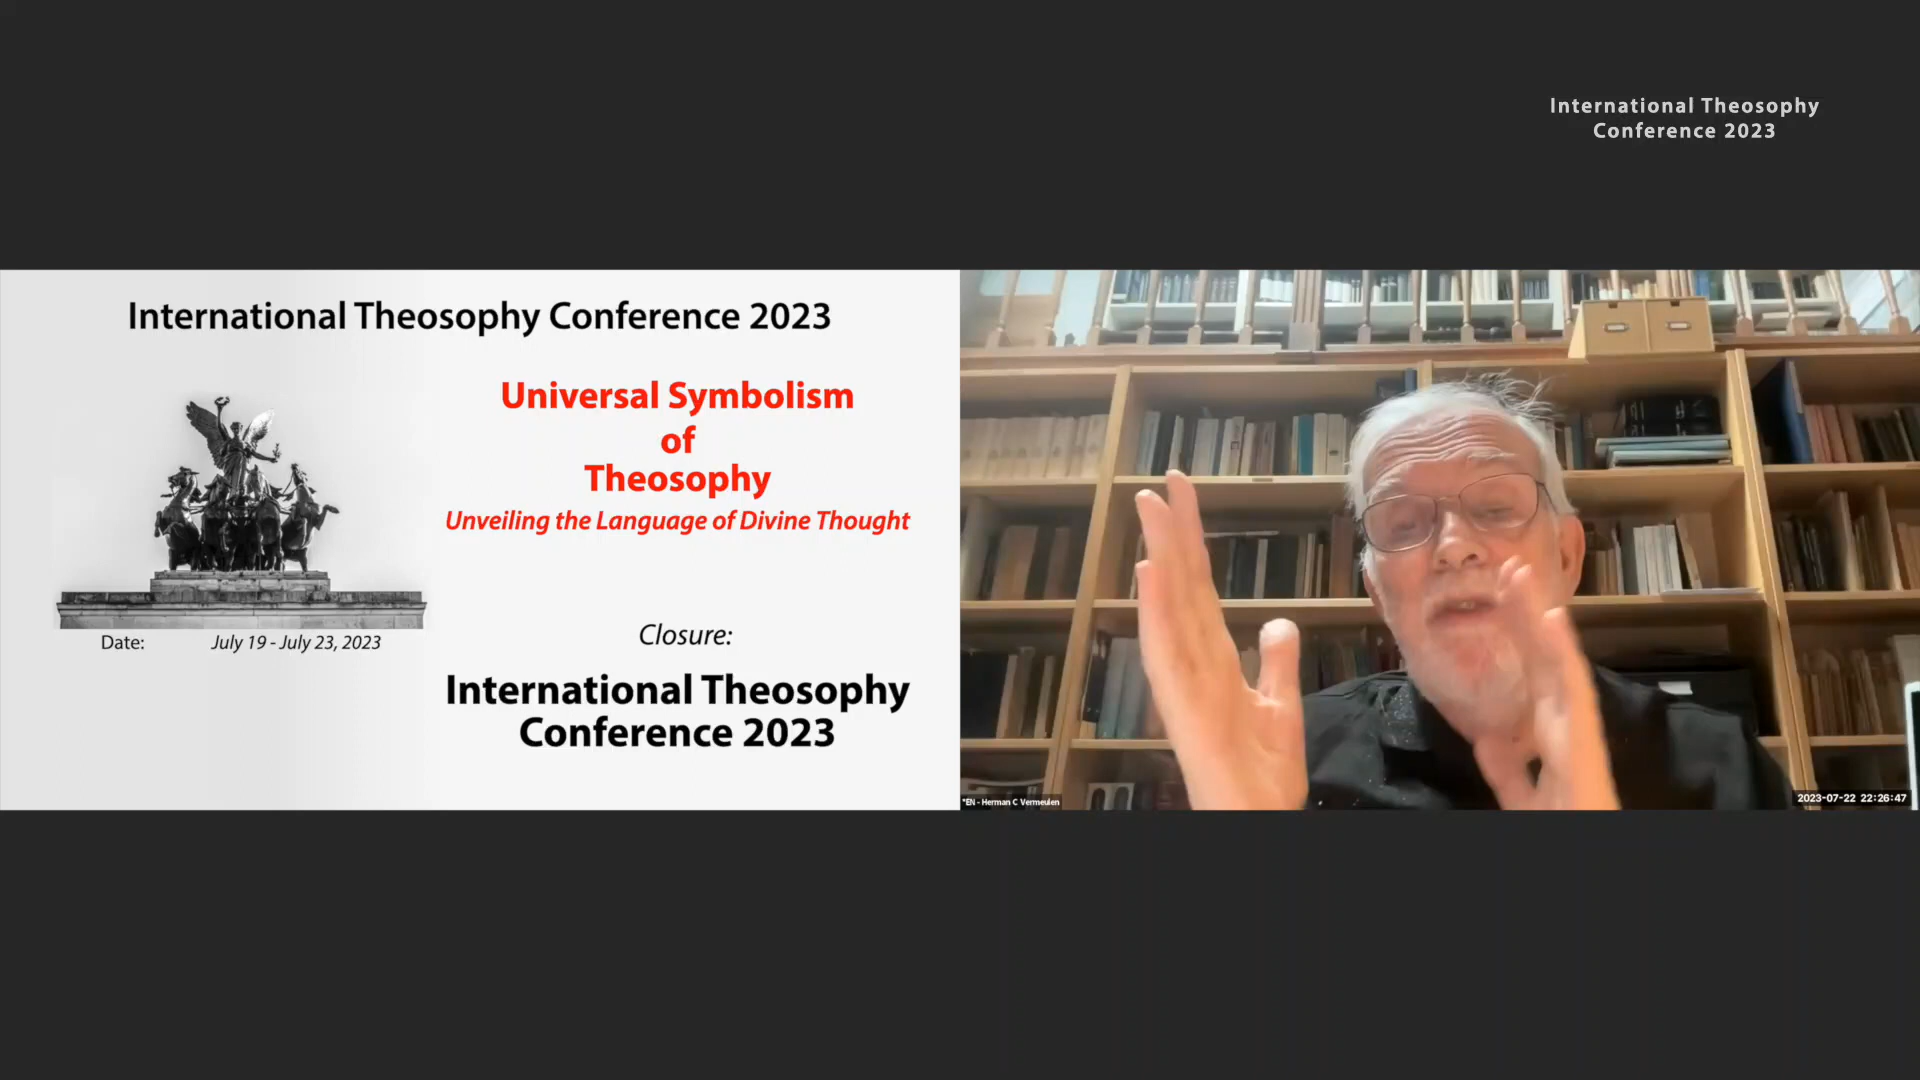 International Theosophy
Conference 2023
International Theosophy Conference 2023
Universal Symbolism
of
Theosophy
Unveiling the Language of Divine Thought
Date: July 19 - July 23, 2023
Closure:
International Theosophy
Conference 2023
*EN - Herman C Vermeulen
2023-07-22 22:26:47